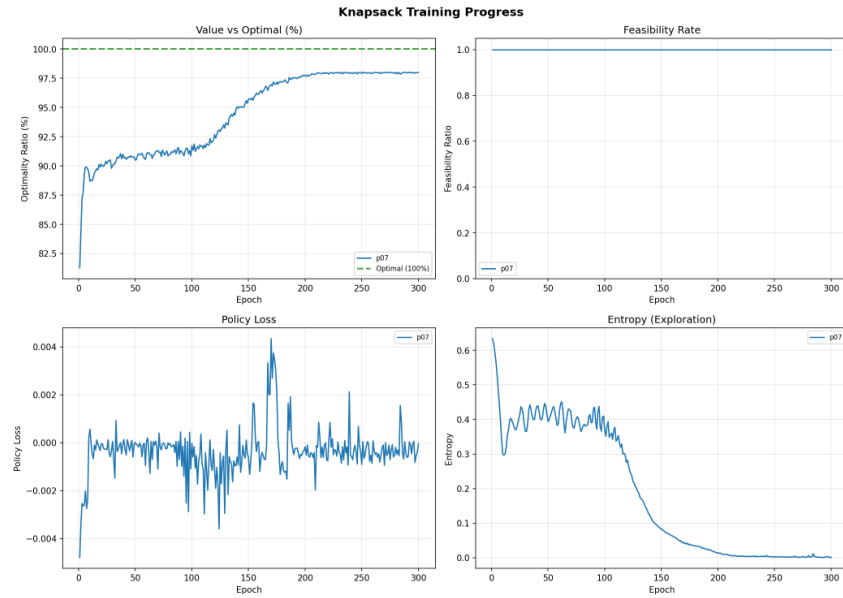 Knapsack Training Progress
Value vs Optimal (%)
Optimality Ratio (%)
100.0
97.5
95.0
92.5
90.0
87.5
85.0
82.5
0 50 100 150 200 250 300
Epoch
p07
Optimal (100%)
Feasibility Rate
Feasibility Ratio
1.0
0.8
0.6
0.4
0.2
0.0
0 50 100 150 200 250 300
Epoch
p07
Policy Loss
Policy Loss
0.004
0.002
0.000
−0.002
−0.004
0 50 100 150 200 250 300
Epoch
p07
Entropy (Exploration)
Entropy
0.6
0.5
0.4
0.3
0.2
0.1
0.0
0 50 100 150 200 250 300
Epoch
p07